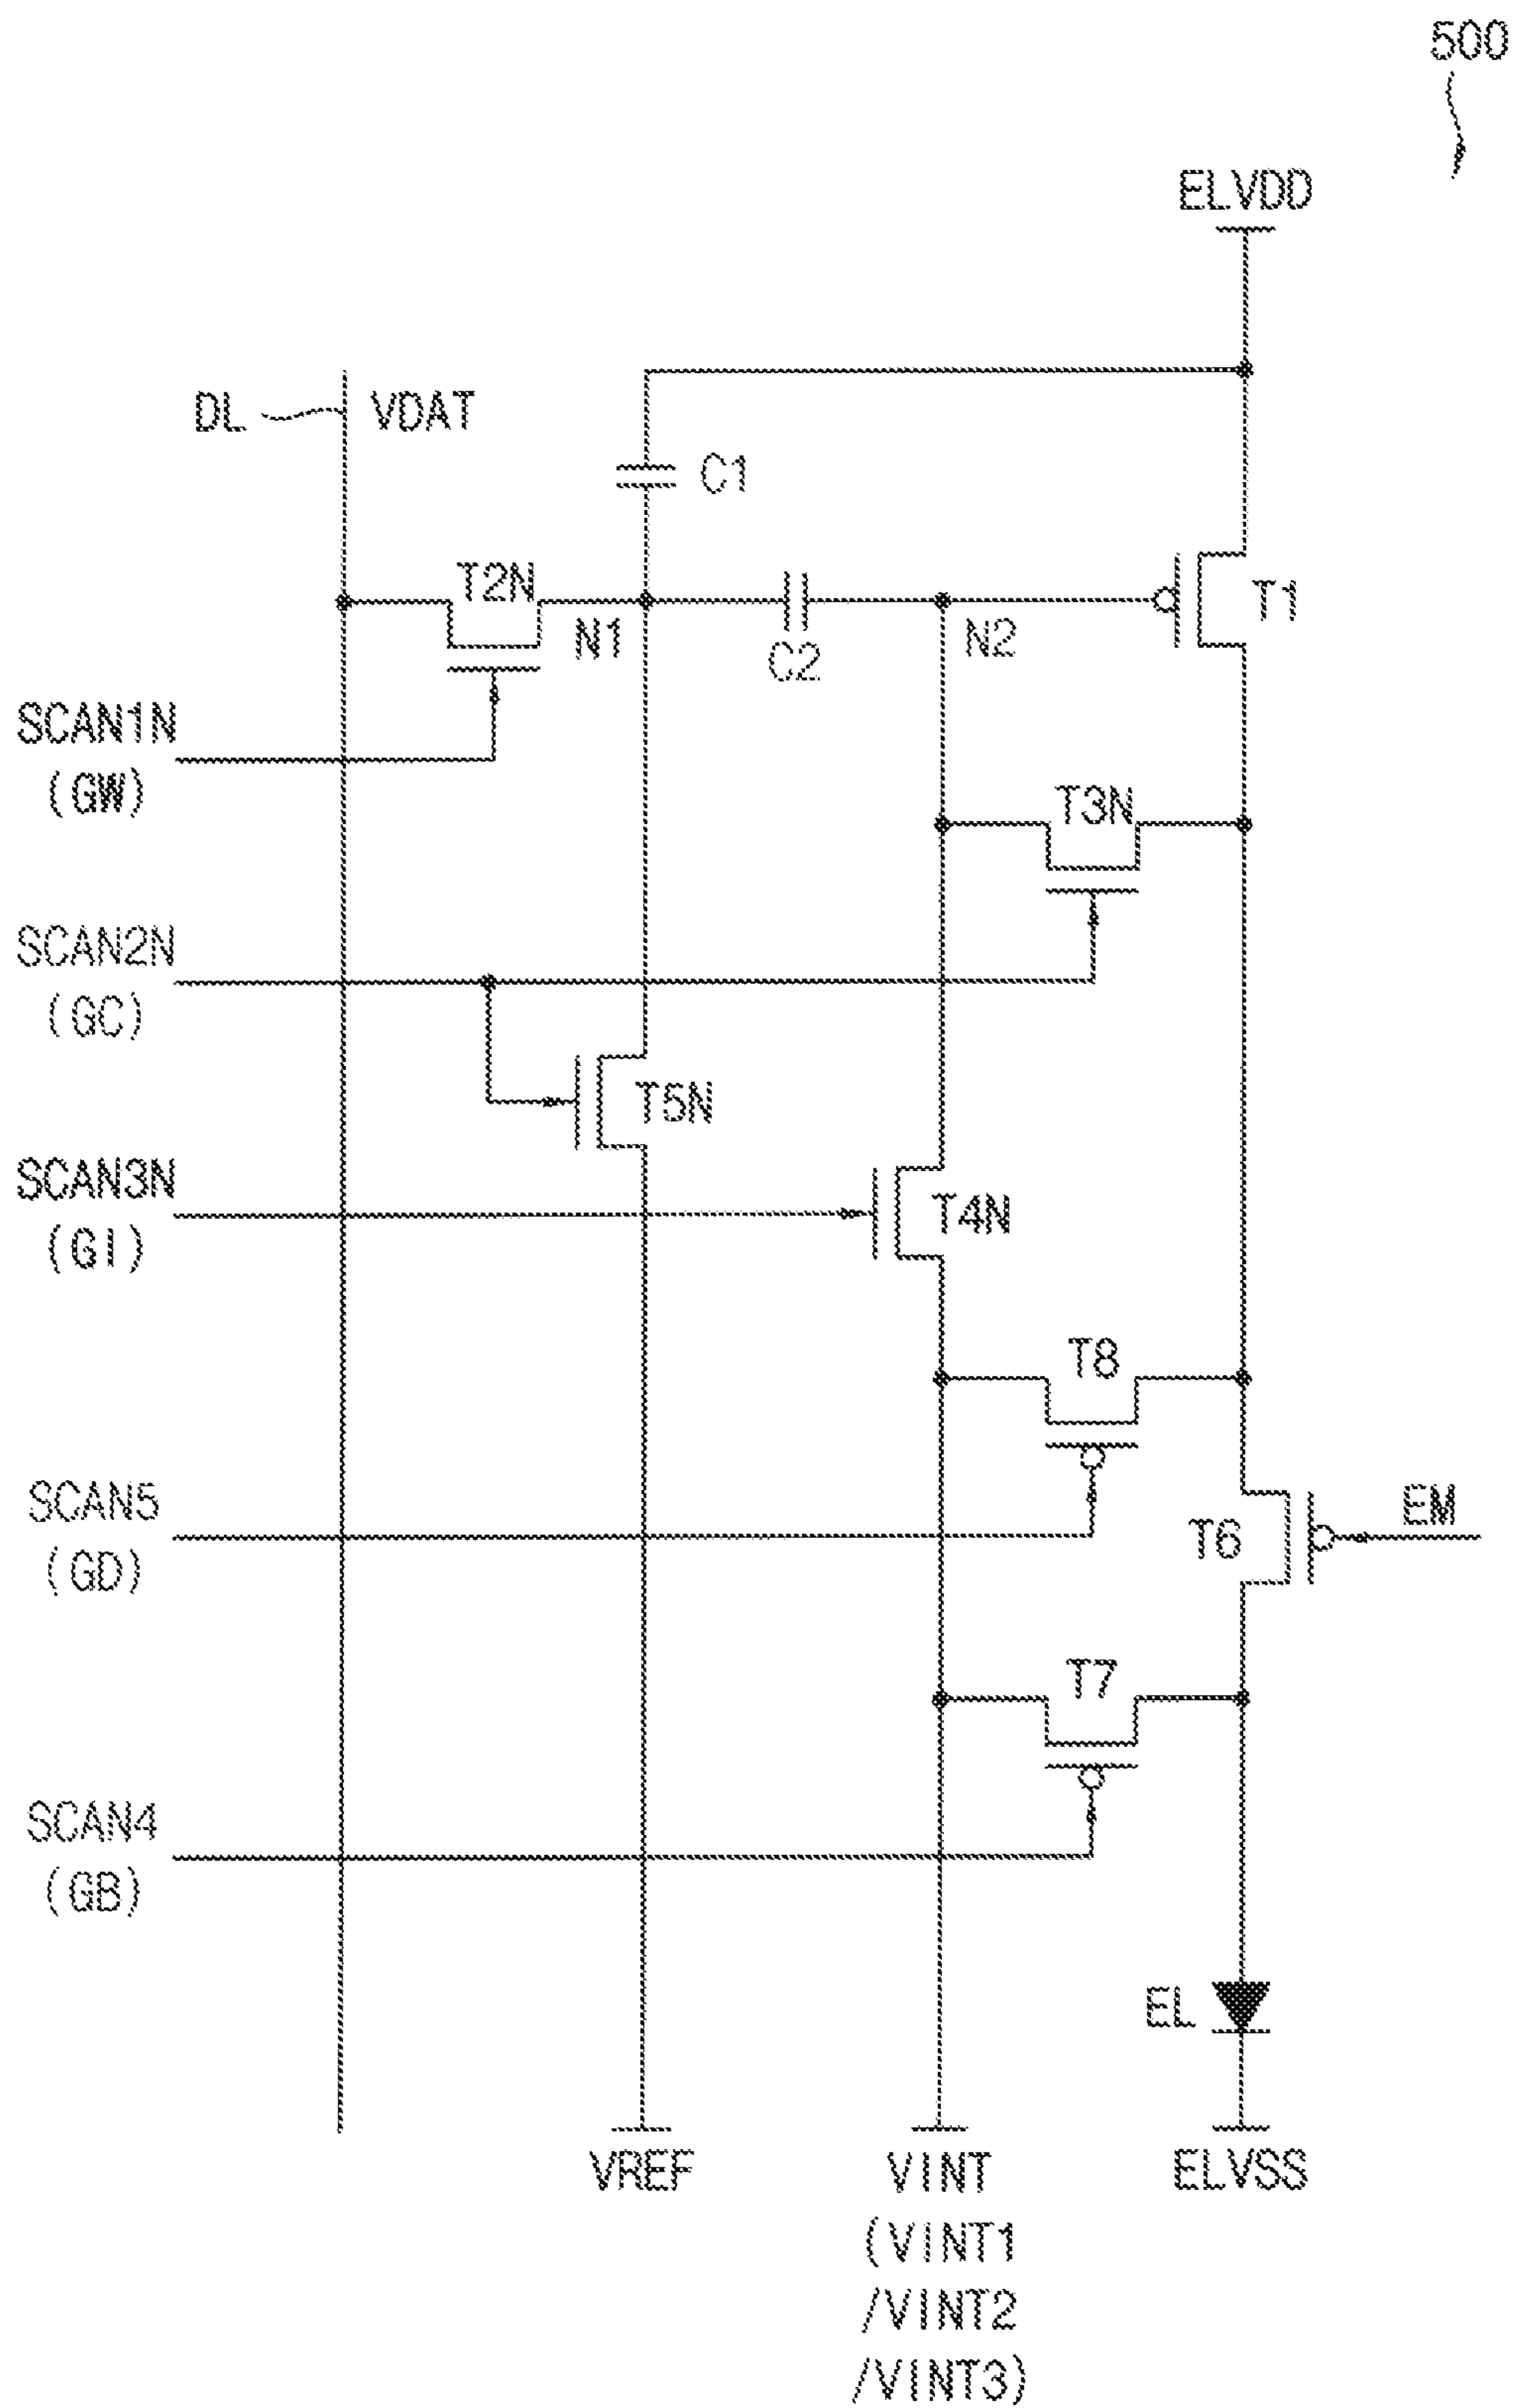 500
ELVDD
DL VDAT
C1
T2N
T1
N1
C2
N2
SCAN1N
(GW)
T3N
SCAN2N
(GC)
T5N
SCAN3N
(GI)
T4N
T8
SCAN5
(GD)
T6
EM
T7
SCAN4
(GB)
EL
VREF
VINT
(VINT1
/VINT2
/VINT3)
ELVSS